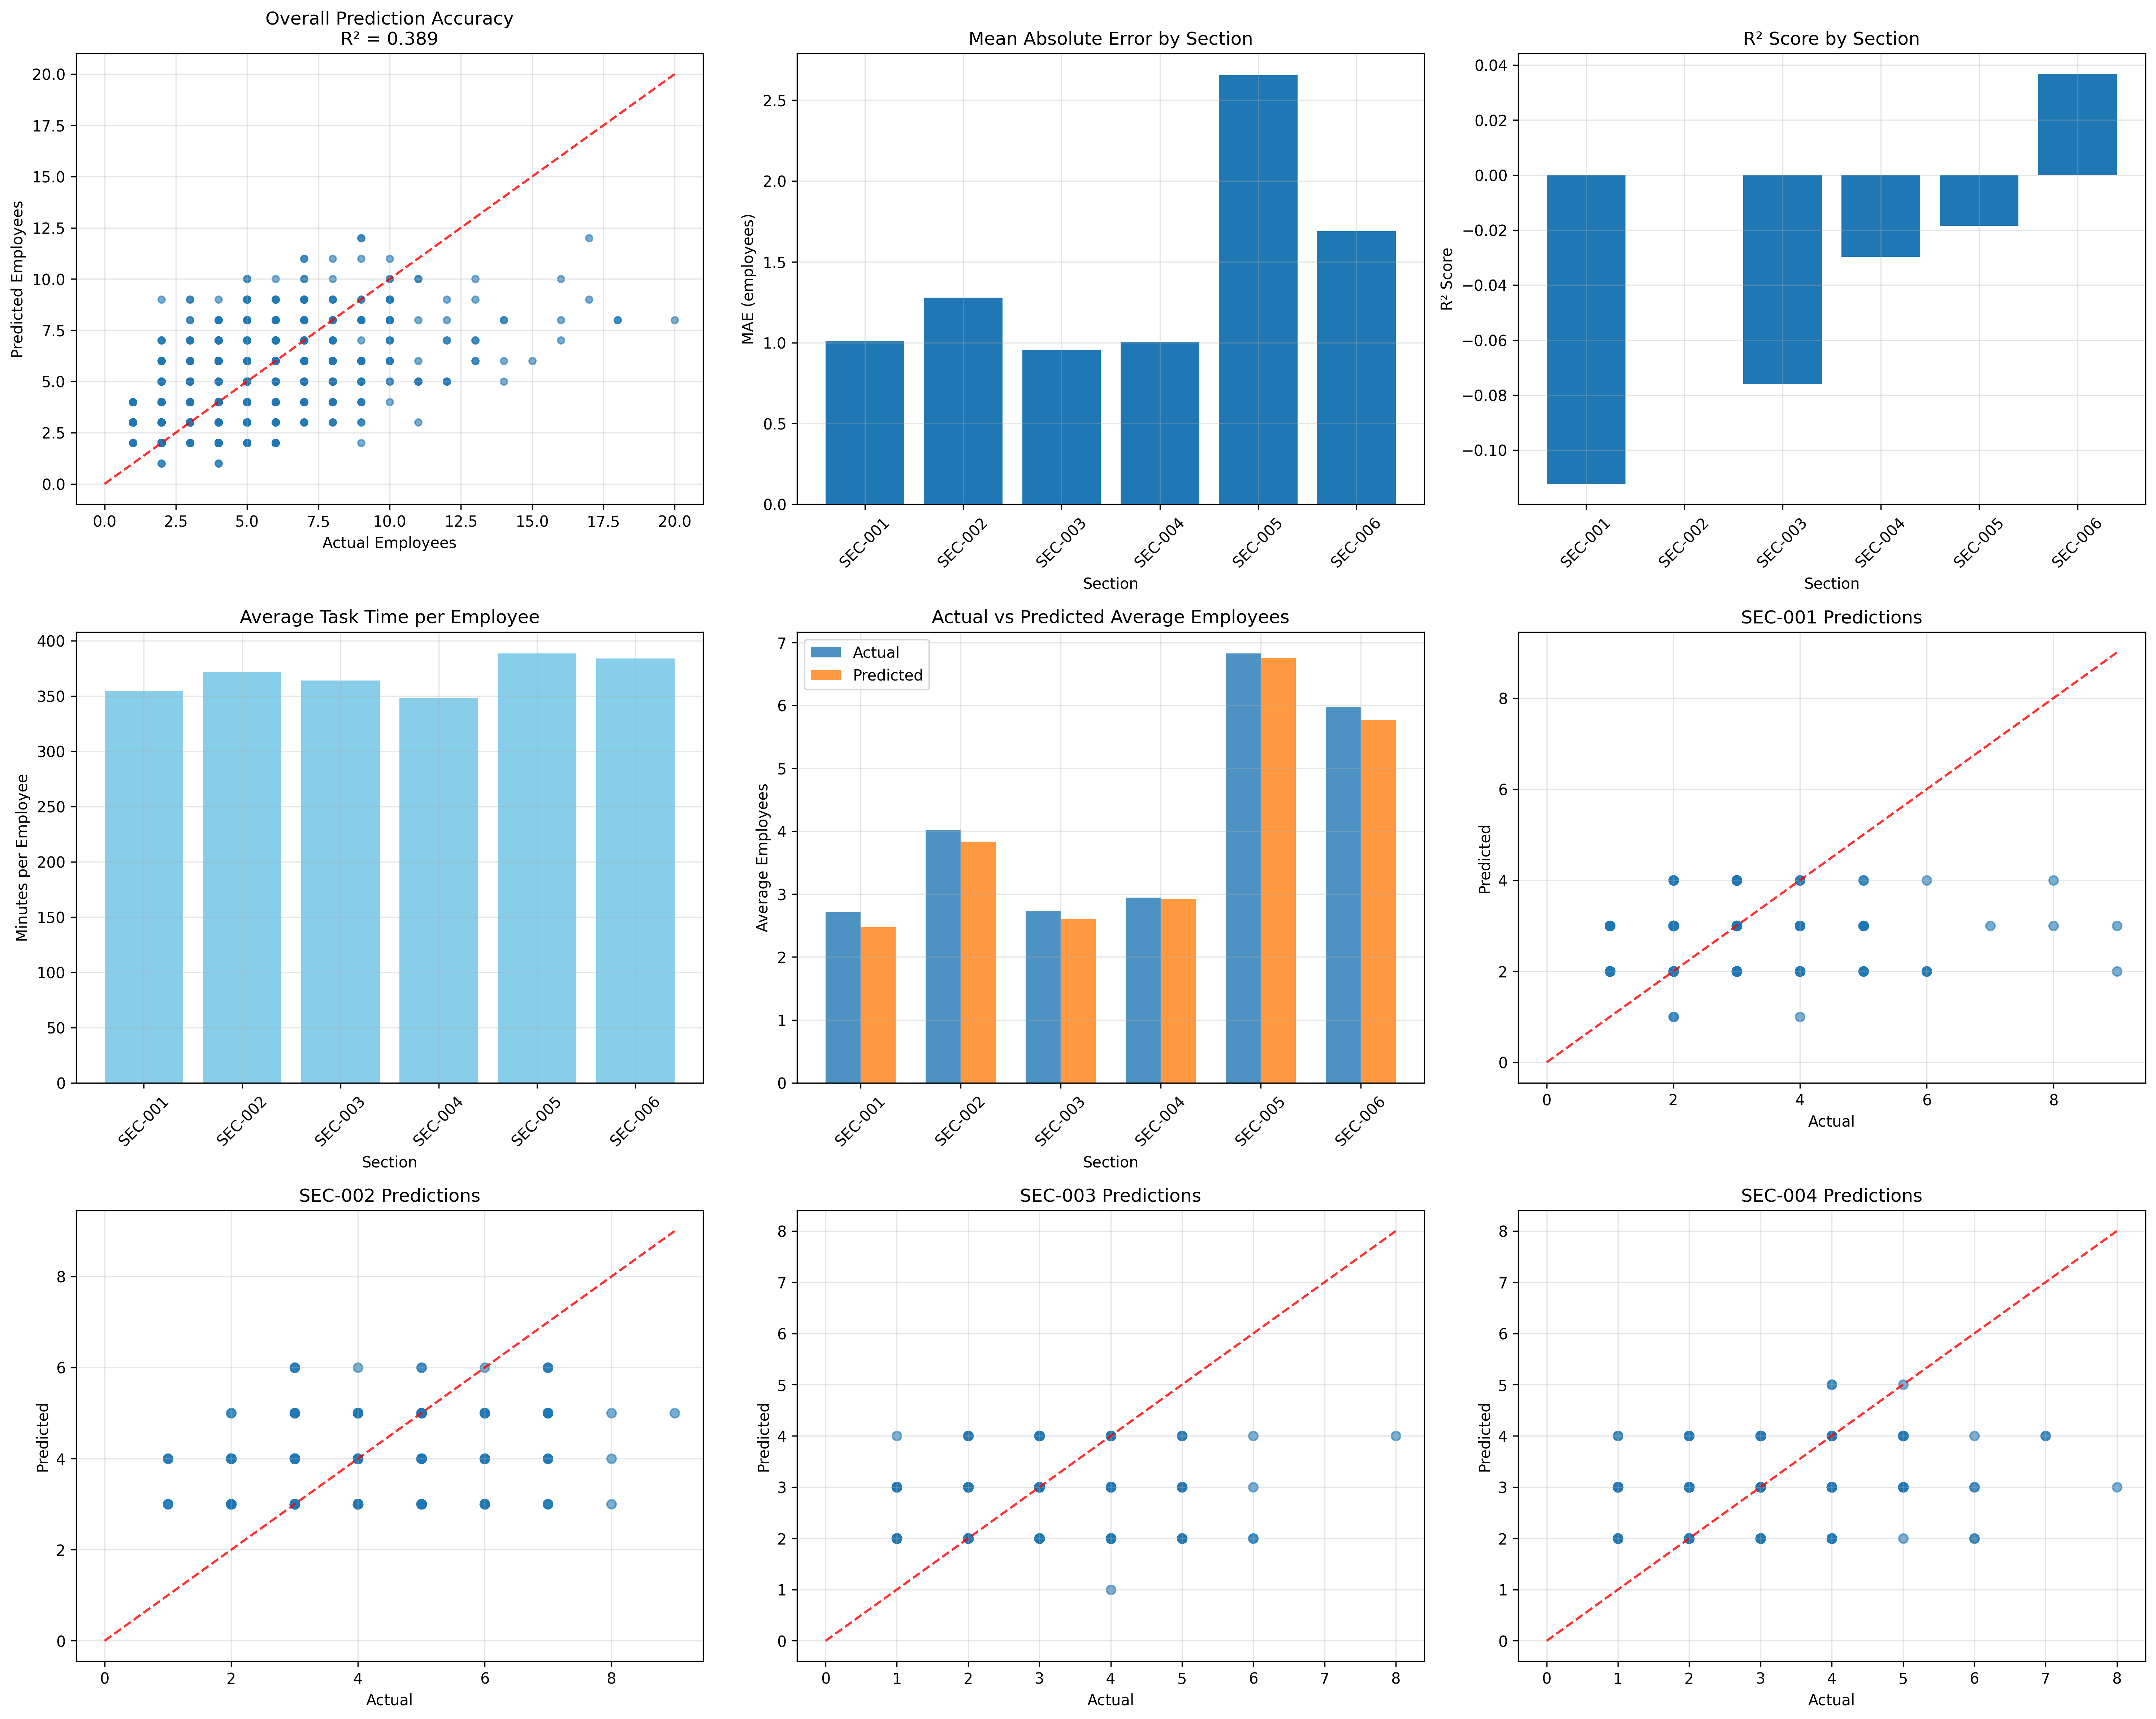 Overall Prediction Accuracy
R² = 0.389
20.0
17.5
15.0
12.5
10.0
7.5
5.0
2.5
0.0
Predicted Employees
0.0 2.5 5.0 7.5 10.0 12.5 15.0 17.5 20.0
Actual Employees
Mean Absolute Error by Section
2.5
2.0
1.5
1.0
0.5
0.0
MAE (employees)
SEC-001 SEC-002 SEC-003 SEC-004 SEC-005 SEC-006
Section
R² Score by Section
0.04
0.02
0.00
−0.02
−0.04
−0.06
−0.08
−0.10
R² Score
SEC-001 SEC-002 SEC-003 SEC-004 SEC-005 SEC-006
Section
Average Task Time per Employee
400
350
300
250
200
150
100
50
0
Minutes per Employee
SEC-001 SEC-002 SEC-003 SEC-004 SEC-005 SEC-006
Section
Actual vs Predicted Average Employees
Actual
Predicted
7
6
5
4
3
2
1
0
Average Employees
SEC-001 SEC-002 SEC-003 SEC-004 SEC-005 SEC-006
Section
SEC-001 Predictions
8
6
4
2
0
Predicted
0 2 4 6 8
Actual
SEC-002 Predictions
8
6
4
2
0
Predicted
0 2 4 6 8
Actual
SEC-003 Predictions
8
7
6
5
4
3
2
1
0
Predicted
0 1 2 3 4 5 6 7 8
Actual
SEC-004 Predictions
8
7
6
5
4
3
2
1
0
Predicted
0 1 2 3 4 5 6 7 8
Actual